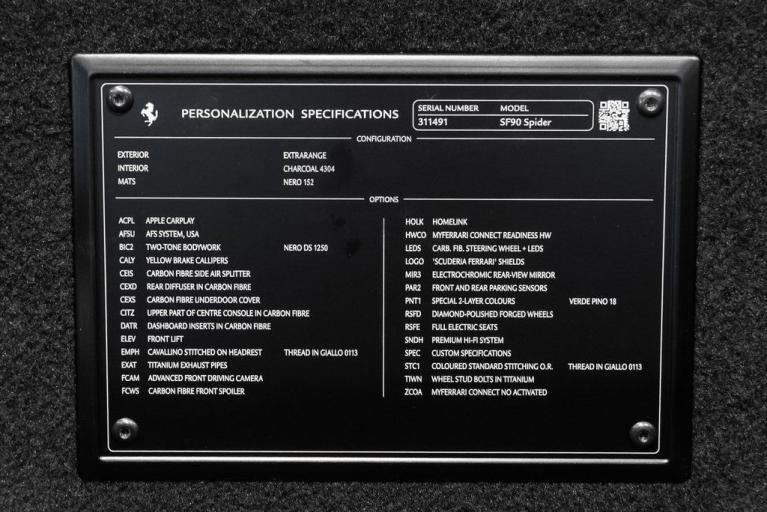 PERSONALIZATION SPECIFICATIONS
SERIAL NUMBER MODEL
311491 SF90 Spider
CONFIGURATION
EXTERIOR EXTRARANGE
INTERIOR CHARCOAL 4304
MATS NERO 152
OPTIONS
ACPL APPLE CARPLAY
AFSU AFS SYSTEM, USA
BIC2 TWO-TONE BODYWORK NERO DS 1250
CALY YELLOW BRAKE CALLIPERS
CEIS CARBON FIBRE SIDE AIR SPLITTER
CEXD REAR DIFFUSER IN CARBON FIBRE
CEXS CARBON FIBRE UNDERDOOR COVER
CITZ UPPER PART OF CENTRE CONSOLE IN CARBON FIBRE
DATR DASHBOARD INSERTS IN CARBON FIBRE
ELEV FRONT LIFT
EMPH CAVALLINO STITCHED ON HEADREST THREAD IN GIALLO 0113
EXAT TITANIUM EXHAUST PIPES
FCAM ADVANCED FRONT DRIVING CAMERA
FCWS CARBON FIBRE FRONT SPOILER
HOLK HOMELINK
HWCO MYFERRARI CONNECT READINESS HW
LEDS CARB. FIB. STEERING WHEEL + LEDS
LOGO 'SCUDERIA FERRARI' SHIELDS
MIR3 ELECTROCHROMIC REAR-VIEW MIRROR
PAR2 FRONT AND REAR PARKING SENSORS
PNT1 SPECIAL 2-LAYER COLOURS VERDE PINO 18
RSFD DIAMOND-POLISHED FORGED WHEELS
RSFE FULL ELECTRIC SEATS
SNDH PREMIUM HI-FI SYSTEM
SPEC CUSTOM SPECIFICATIONS
STC1 COLOURED STANDARD STITCHING O.R. THREAD IN GIALLO 0113
TIWN WHEEL STUD BOLTS IN TITANIUM
ZCOA MYFERRARI CONNECT NO ACTIVATED